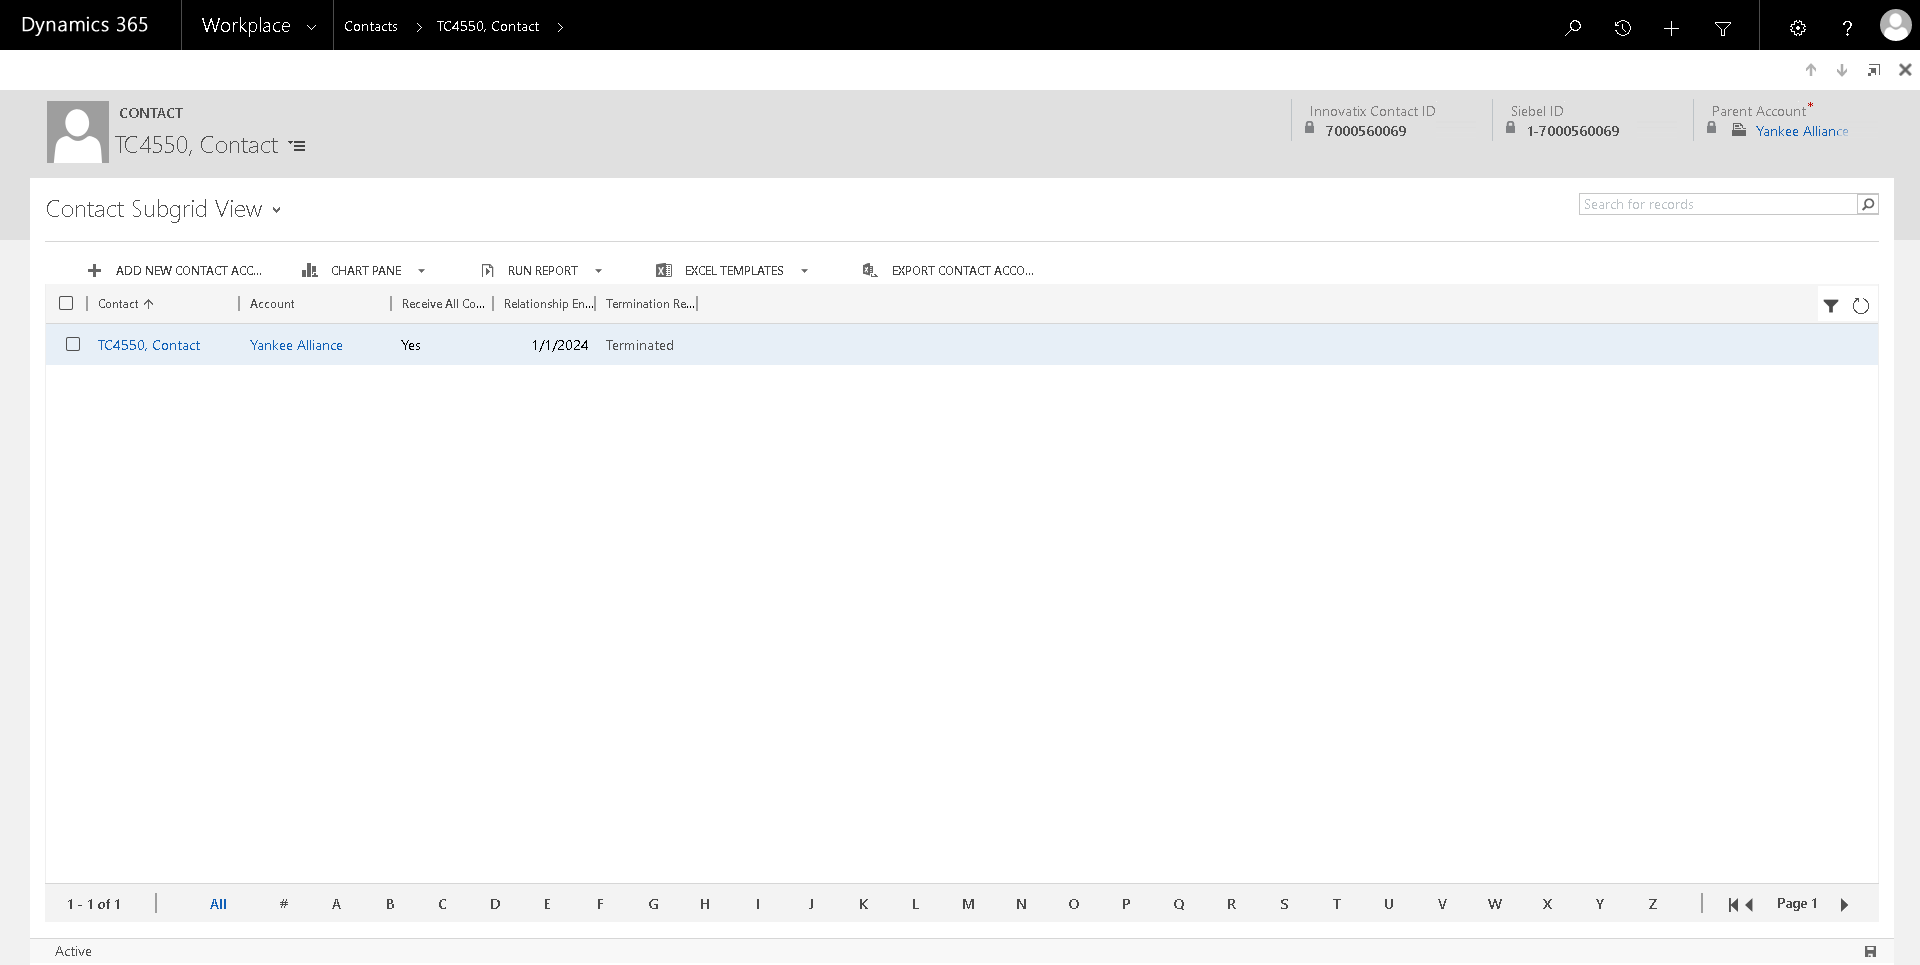 Dynamics 365 Workplace Contacts TC4550, Contact ?
CONTACT
TC4550, Contact
Innovatix Contact ID
7000560069
Siebel ID
1-7000560069
Parent Account*
Yankee Alliance
Contact Subgrid View
Search for records
ADD NEW CONTACT ACC... CHART PANE RUN REPORT EXCEL TEMPLATES EXPORT CONTACT ACCO...
Contact Account Receive All Co... Relationship En... Termination Re...
TC4550, Contact Yankee Alliance Yes 1/1/2024 Terminated
1 - 1 of 1 All # A B C D E F G H I J K L M N O P Q R S T U V W X Y Z Page 1
Active